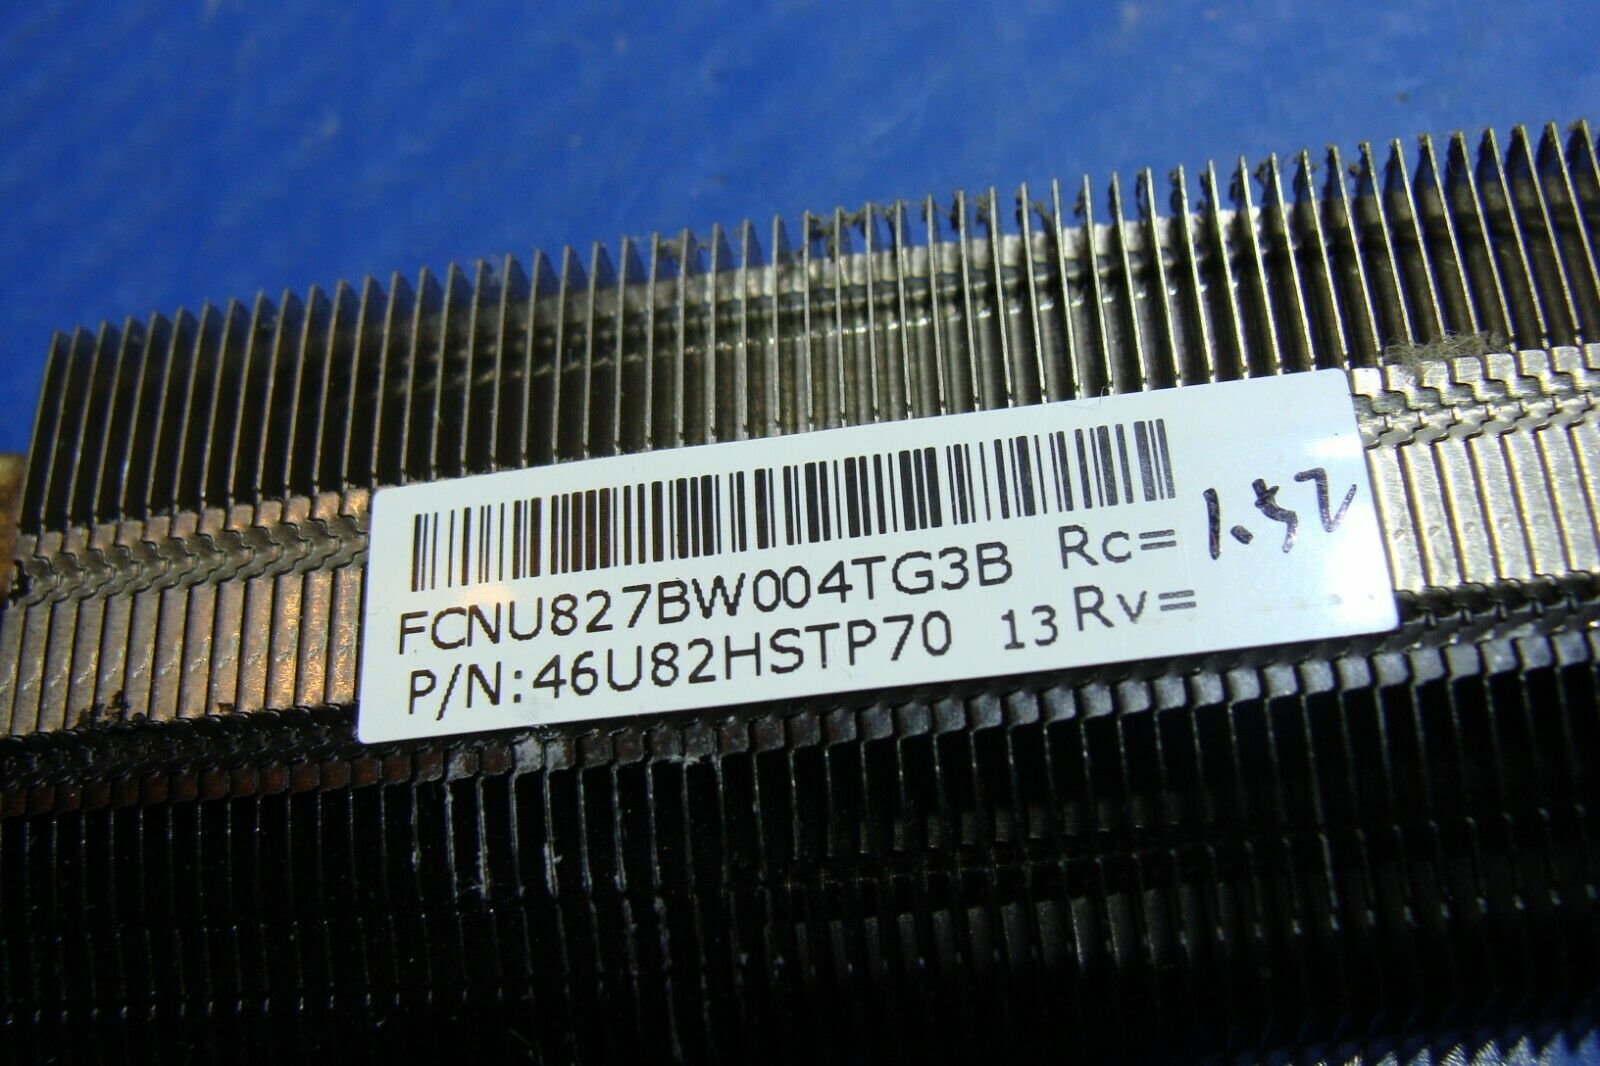 FCNU827BW004TG3B Rc=1.52
P/N:46U82HSTP70 13 Rv=